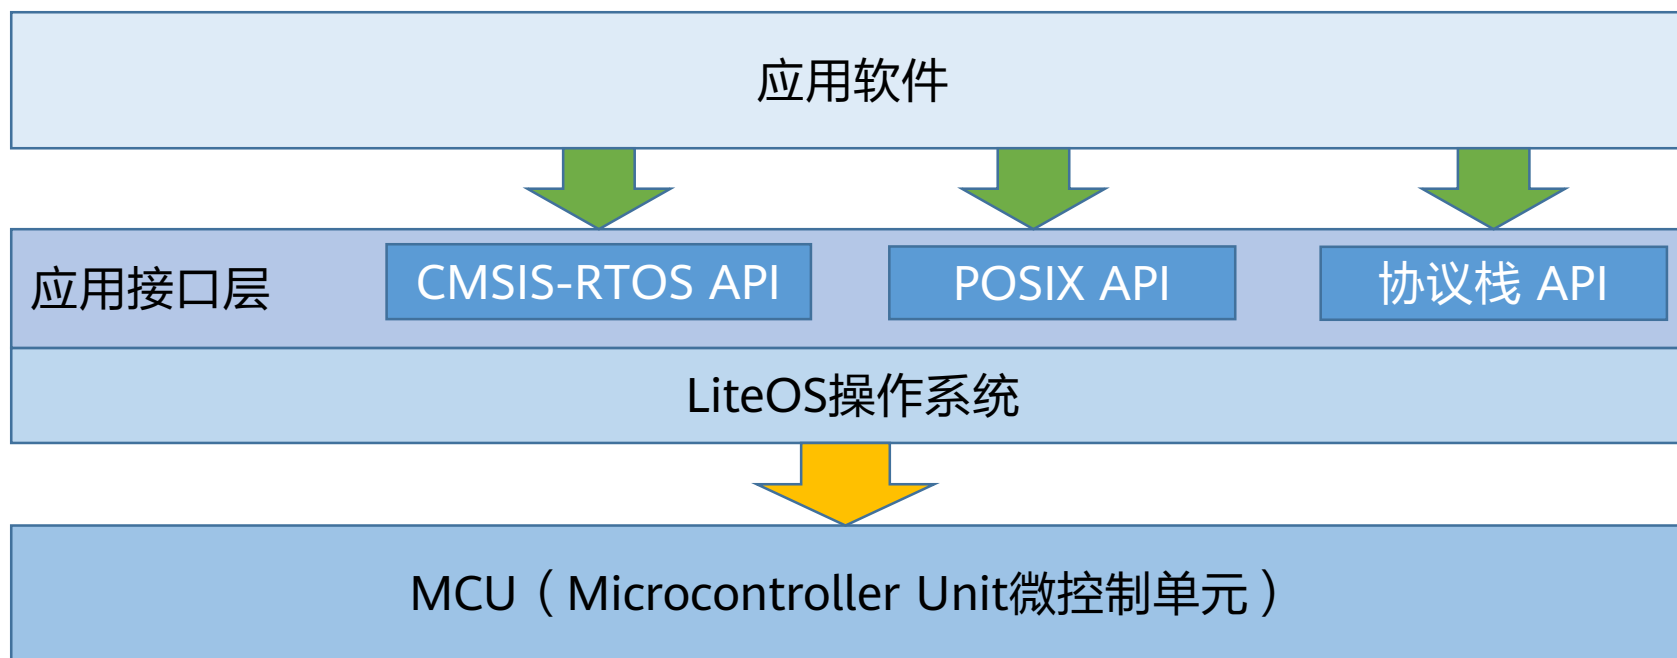 应用软件
应用接口层
CMSIS-RTOS API
POSIX API
协议栈 API
LiteOS操作系统
MCU（Microcontroller Unit微控制单元）